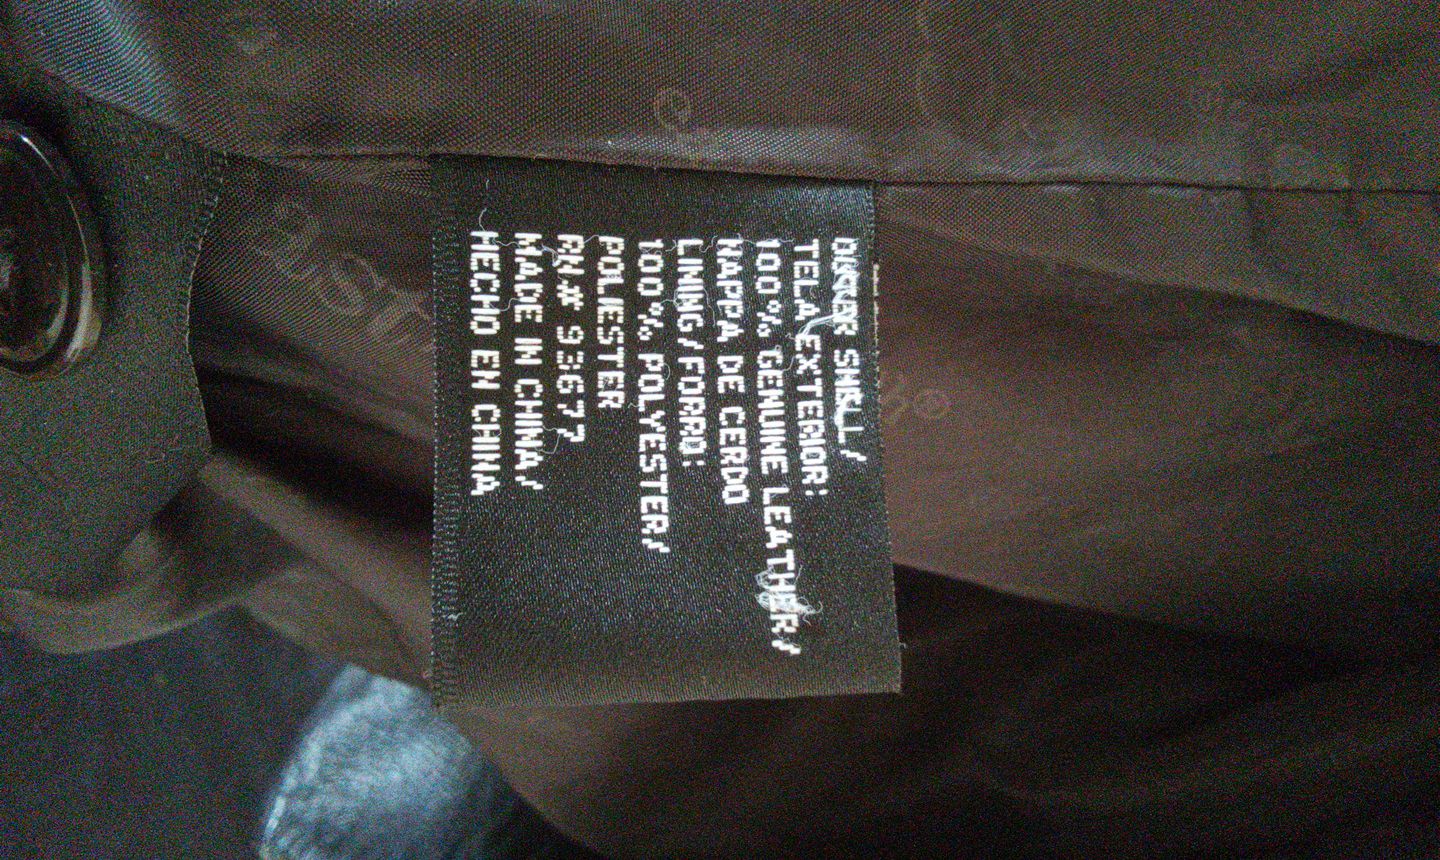 OUTER SHELL/
TELA EXTERIOR:
100% GENUINE LEATHER/
NAPPA DE CERDO
LINING/FORRO:
100% POLYESTER/
POLIESTER
RN# 93677
MADE IN CHINA/
HECHO EN CHINA